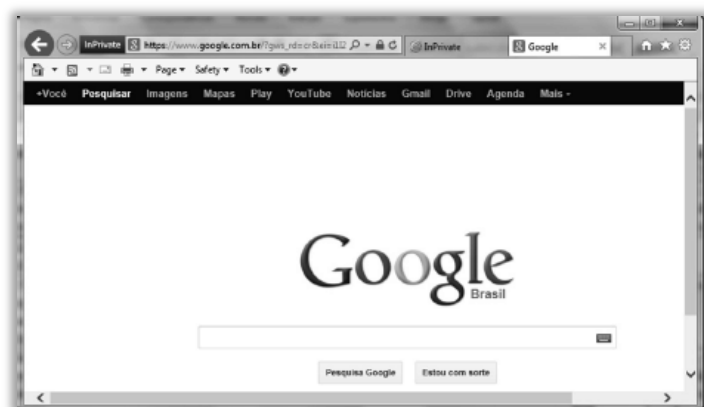 InPrivate https://www.google.com.br/ InPrivate Google
Page Safety Tools
+Você Pesquisar Imagens Mapas Play YouTube Notícias Gmail Drive Agenda Mais
Google
Brasil
Pesquisa Google Estou com sorte